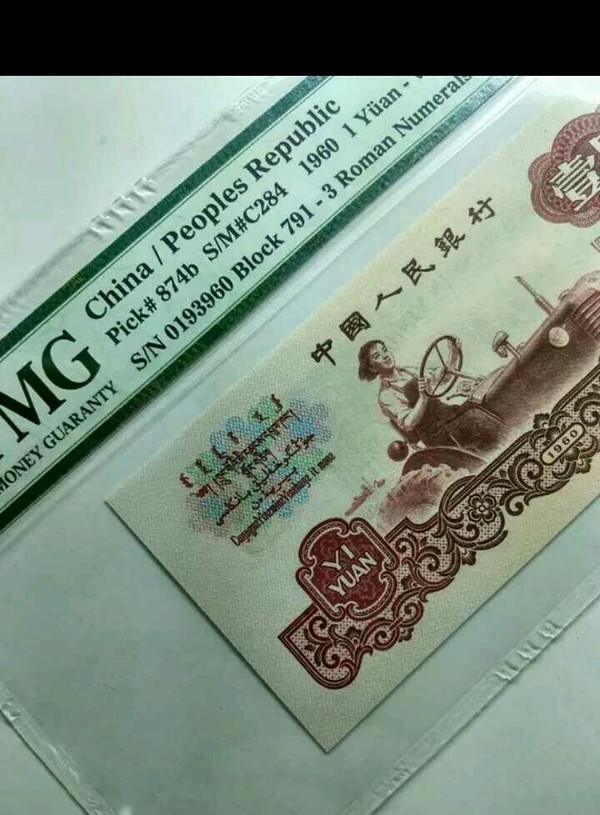 China / Peoples Republic
Pick# 874b S/M#C284 1960 1 Yüan -
S/N 0193960 Block 791 - 3 Roman Numerals
MG
MONEY GUARANTY
中國人民銀行
壹
1960
YI
YUAN